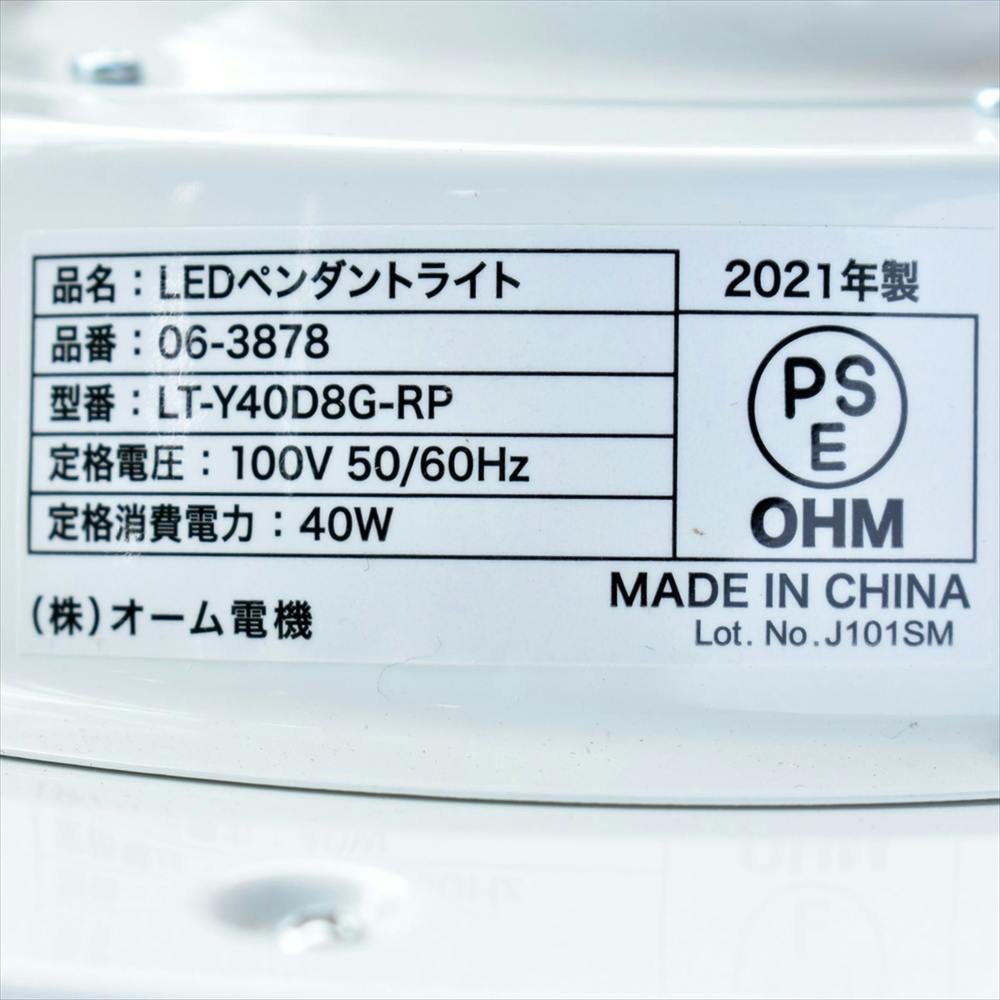 品名：LEDペンダントライト
2021年製
品番：06-3878
型番：LT-Y40D8G-RP
定格電圧：100V 50/60Hz
定格消費電力：40W
PS
E
OHM
MADE IN CHINA
(株)オーム電機
Lot. No.J101SM